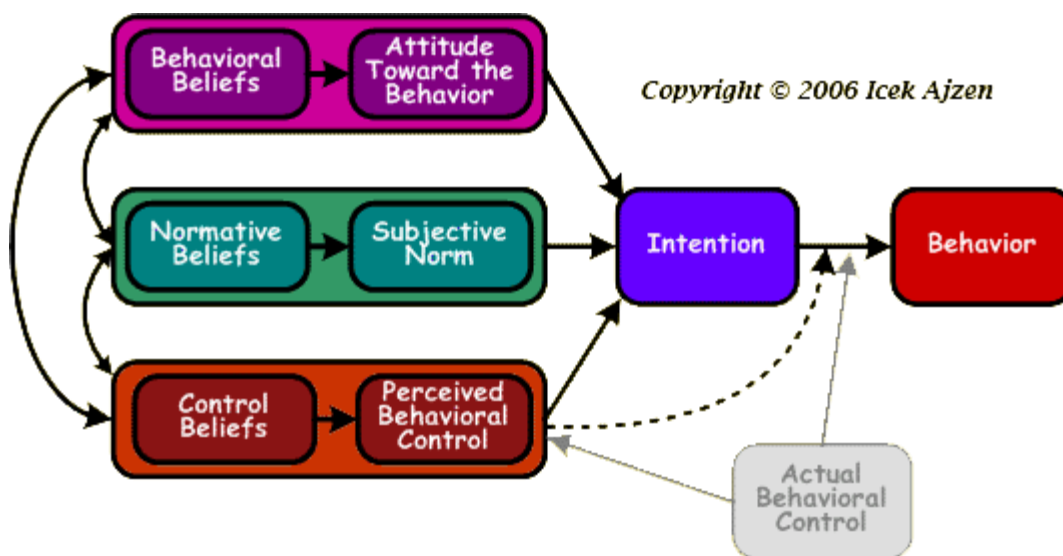 Behavioral
Beliefs
Attitude
Toward the
Behavior
Copyright © 2006 Icek Ajzen
Normative
Beliefs
Subjective
Norm
Intention
Behavior
Control
Beliefs
Perceived
Behavioral
Control
Actual
Behavioral
Control